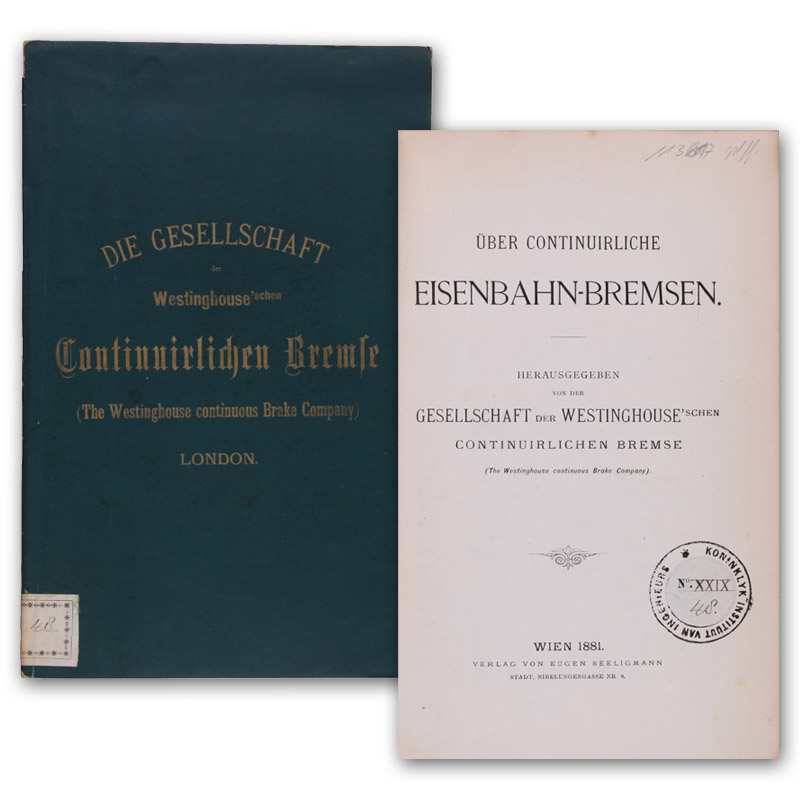 DIE GESELLSCHAFT
der
Westinghouse'schen
Continuirlichen Bremse
(The Westinghouse continuous Brake Company)
LONDON.
48.
ÜBER CONTINUIRLICHE
EISENBAHN-BREMSEN.
HERAUSGEGEBEN
VON DER
GESELLSCHAFT DER WESTINGHOUSE'SCHEN
CONTINUIRLICHEN BREMSE
(The Westinghouse continuous Brake Company).
KONINKLYK INSTITUUT VAN INGENIEURS
No. XXIX
48.
WIEN 1881.
VERLAG VON EUGEN SEELIGMANN
STADT, NIBELUNGENGASSE NR. 8.